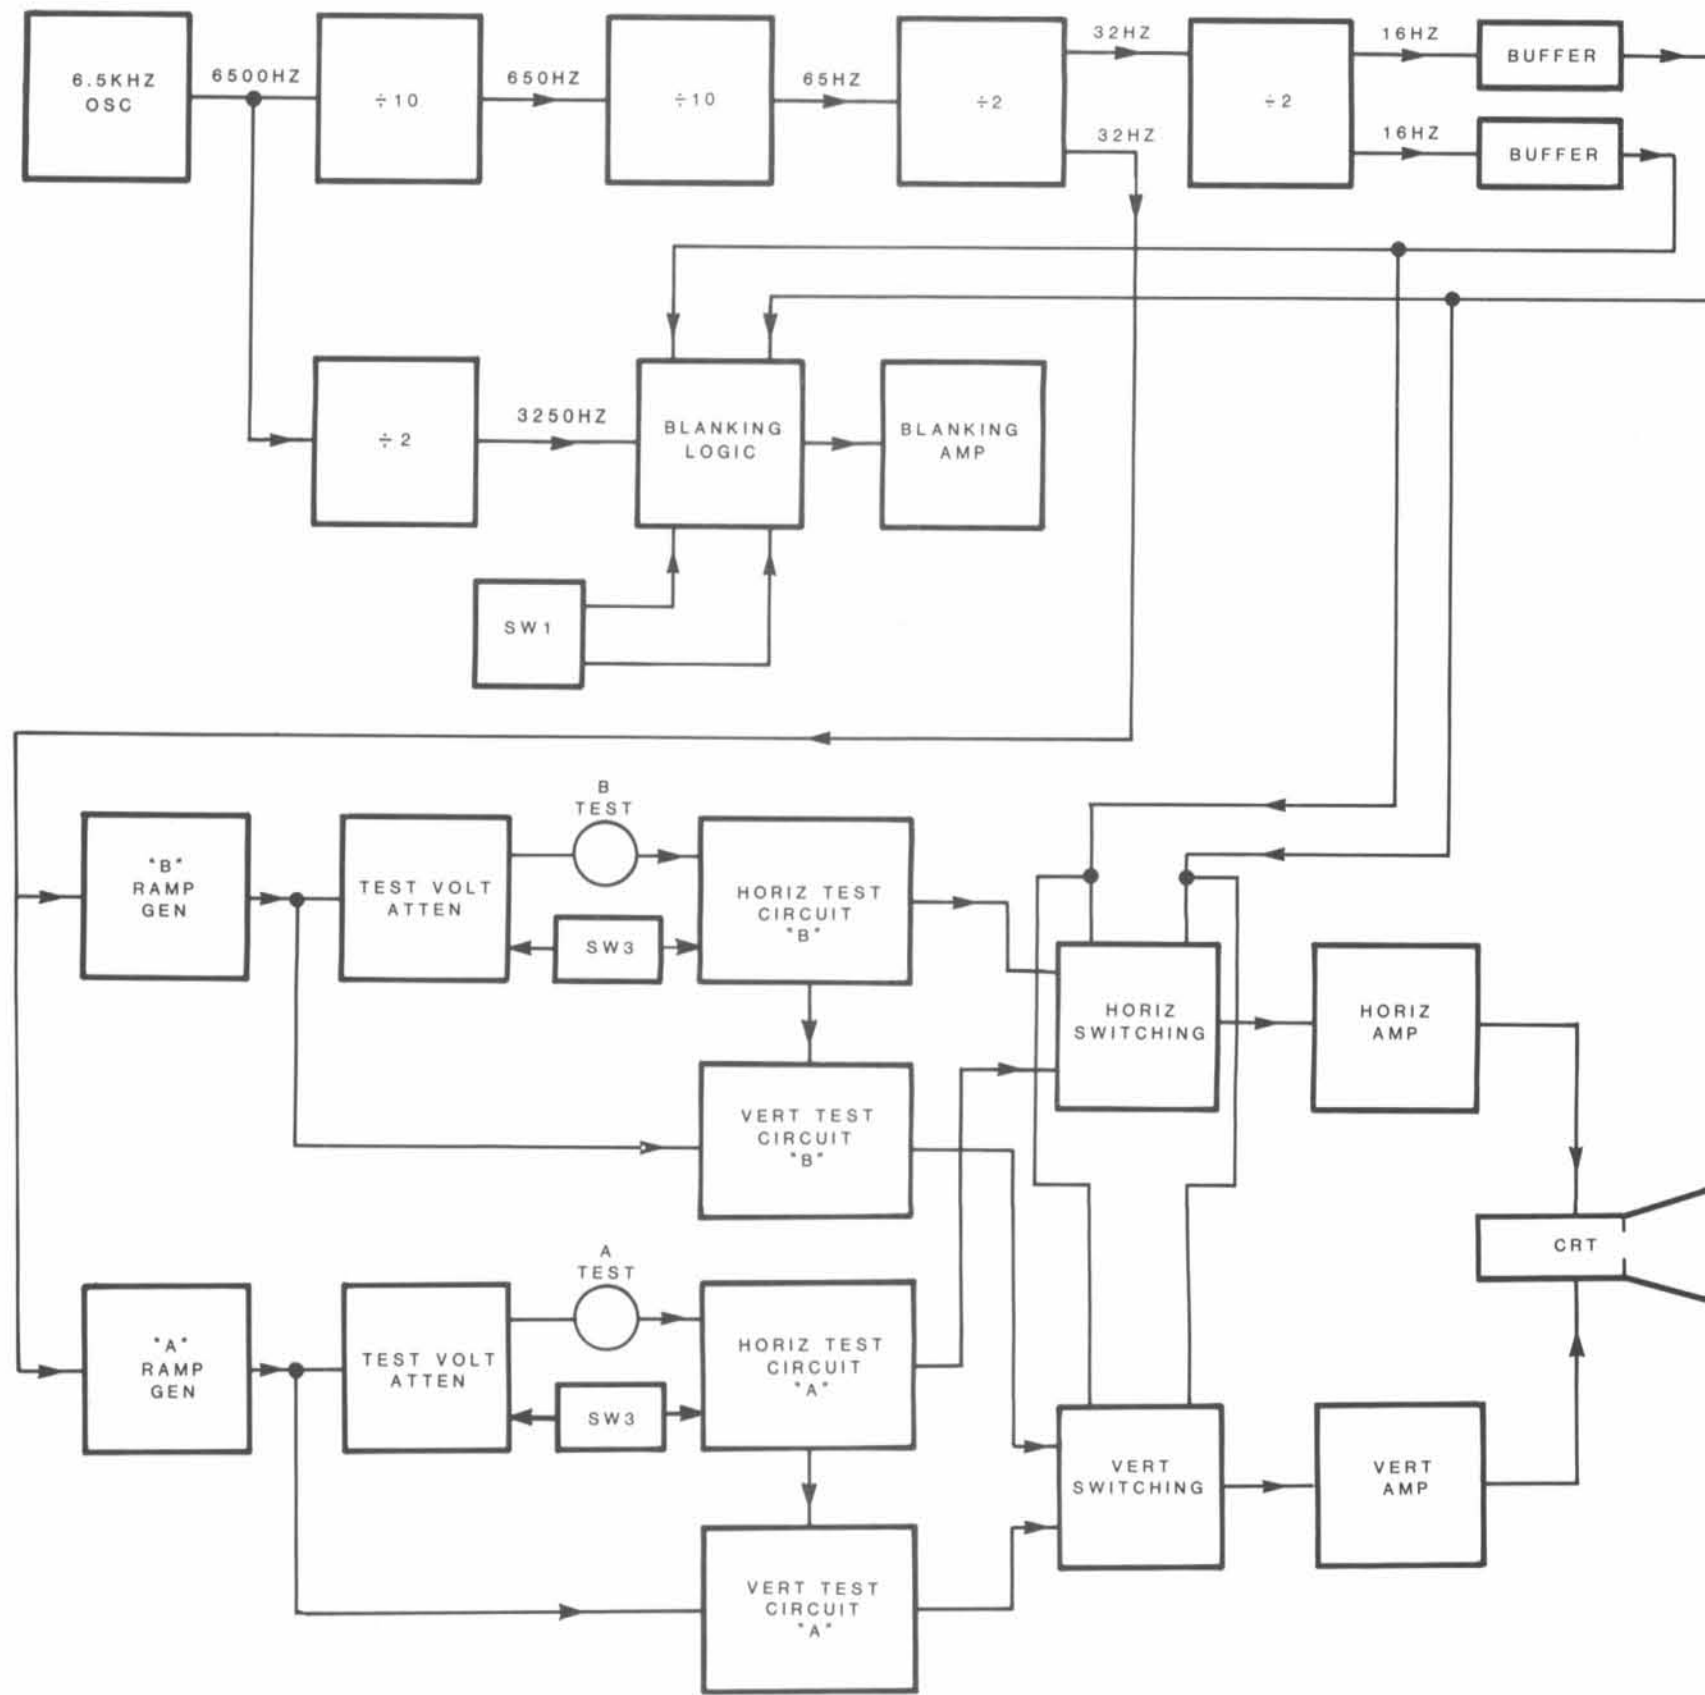 6.5KHZ
OSC
6500HZ
÷10
650HZ
÷10
65HZ
÷2
32HZ
32HZ
÷2
16HZ
16HZ
BUFFER
BUFFER
÷2
3250HZ
BLANKING
LOGIC
BLANKING
AMP
SW1
"B"
RAMP
GEN
TEST VOLT
ATTEN
B
TEST
SW3
HORIZ TEST
CIRCUIT
"B"
VERT TEST
CIRCUIT
"B"
HORIZ
SWITCHING
HORIZ
AMP
CRT
"A"
RAMP
GEN
TEST VOLT
ATTEN
A
TEST
SW3
HORIZ TEST
CIRCUIT
"A"
VERT TEST
CIRCUIT
"A"
VERT
SWITCHING
VERT
AMP